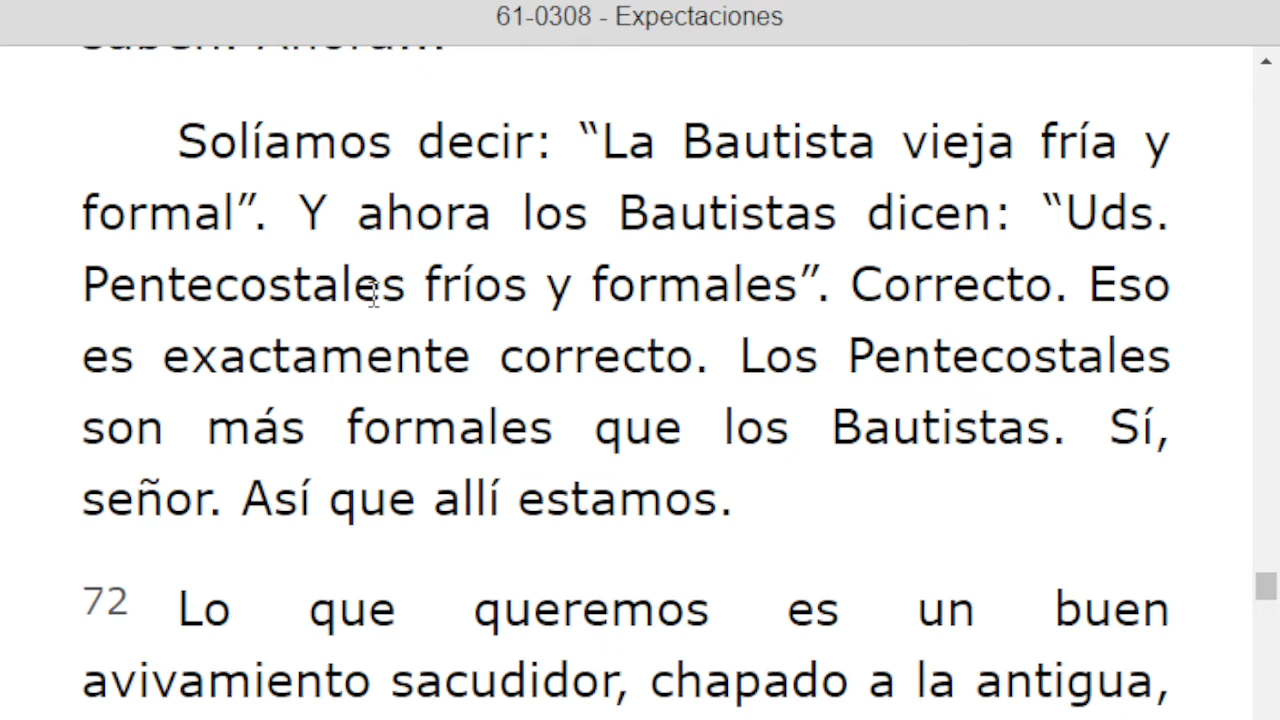 61-0308 - Expectaciones
Solíamos decir: “La Bautista vieja fría y
formal”. Y ahora los Bautistas dicen: “Uds.
Pentecostales fríos y formales”. Correcto. Eso
es exactamente correcto. Los Pentecostales
son más formales que los Bautistas. Sí,
señor. Así que allí estamos.
72 Lo que queremos es un buen
avivamiento sacudidor, chapado a la antigua,